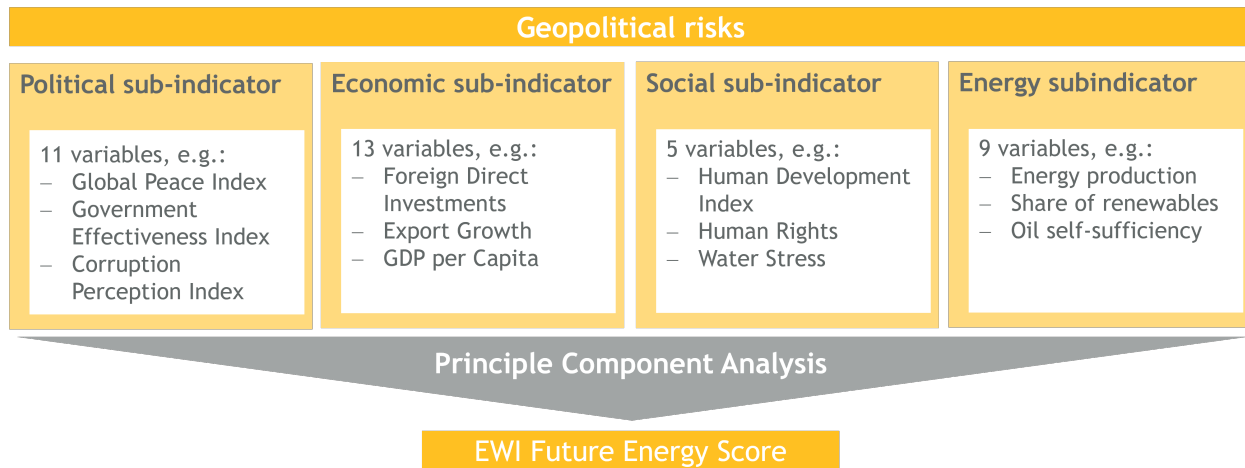 Geopolitical risks
Political sub-indicator
11 variables, e.g.:
– Global Peace Index
– Government
Effectiveness Index
– Corruption
Perception Index
Economic sub-indicator
13 variables, e.g.:
– Foreign Direct
Investments
– Export Growth
– GDP per Capita
Social sub-indicator
5 variables, e.g.:
– Human Development
Index
– Human Rights
– Water Stress
Energy subindicator
9 variables, e.g.:
– Energy production
– Share of renewables
– Oil self-sufficiency
Principle Component Analysis
EWI Future Energy Score